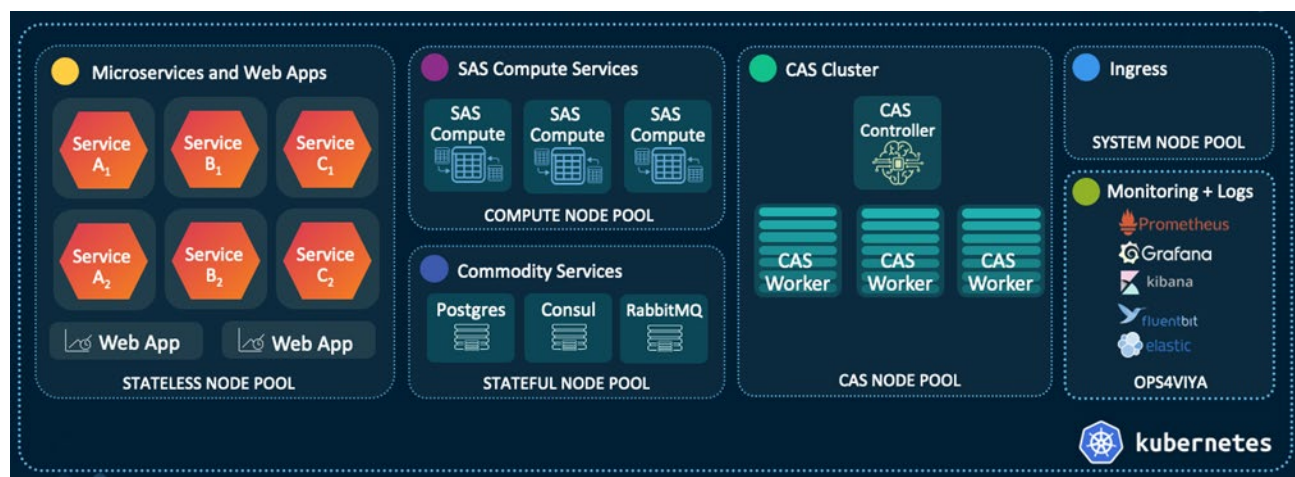 Microservices and Web Apps
Service
A1
Service
B1
Service
C1
Service
A2
Service
B2
Service
C2
Web App
Web App
STATELESS NODE POOL
SAS Compute Services
SAS
Compute
SAS
Compute
SAS
Compute
COMPUTE NODE POOL
Commodity Services
Postgres
Consul
RabbitMQ
STATEFUL NODE POOL
CAS Cluster
CAS
Controller
CAS
Worker
CAS
Worker
CAS
Worker
CAS NODE POOL
Ingress
SYSTEM NODE POOL
Monitoring + Logs
Prometheus
Grafana
kibana
fluentbit
elastic
OPS4VIYA
kubernetes